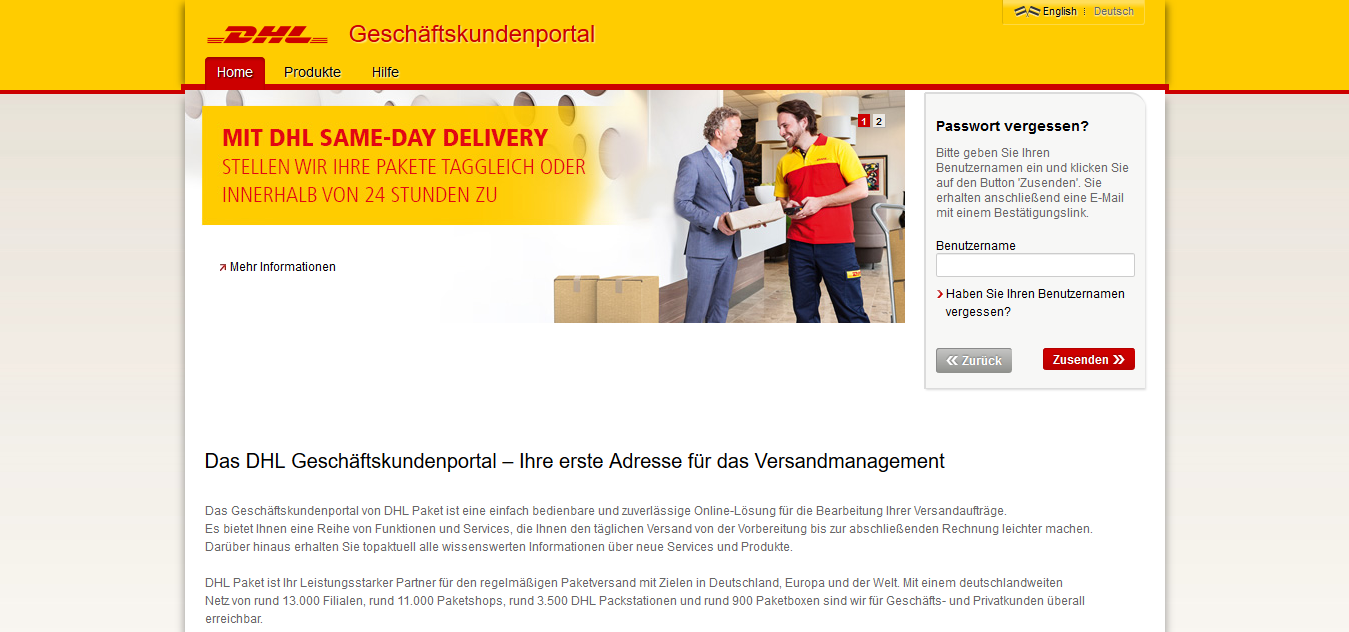 English
Deutsch
DHL
Geschäftskundenportal
Home
Produkte
Hilfe
MIT DHL SAME-DAY DELIVERY
STELLEN WIR IHRE PAKETE TAGGLEICH ODER
INNERHALB VON 24 STUNDEN ZU
1 2
Mehr Informationen
Passwort vergessen?
Bitte geben Sie Ihren
Benutzernamen ein und klicken Sie
auf den Button 'Zusenden'. Sie
erhalten anschließend eine E-Mail
mit einem Bestätigungslink.
Benutzername
Haben Sie Ihren Benutzernamen
vergessen?
Zurück
Zusenden
Das DHL Geschäftskundenportal – Ihre erste Adresse für das Versandmanagement
Das Geschäftskundenportal von DHL Paket ist eine einfach bedienbare und zuverlässige Online-Lösung für die Bearbeitung Ihrer Versandaufträge.
Es bietet Ihnen eine Reihe von Funktionen und Services, die Ihnen den täglichen Versand von der Vorbereitung bis zur abschließenden Rechnung leichter machen.
Darüber hinaus erhalten Sie topaktuell alle wissenswerten Informationen über neue Services und Produkte.
DHL Paket ist Ihr Leistungsstarker Partner für den regelmäßigen Paketversand mit Zielen in Deutschland, Europa und der Welt. Mit einem deutschlandweiten
Netz von rund 13.000 Filialen, rund 11.000 Paketshops, rund 3.500 DHL Packstationen und rund 900 Paketboxen sind wir für Geschäfts- und Privatkunden überall
erreichbar.